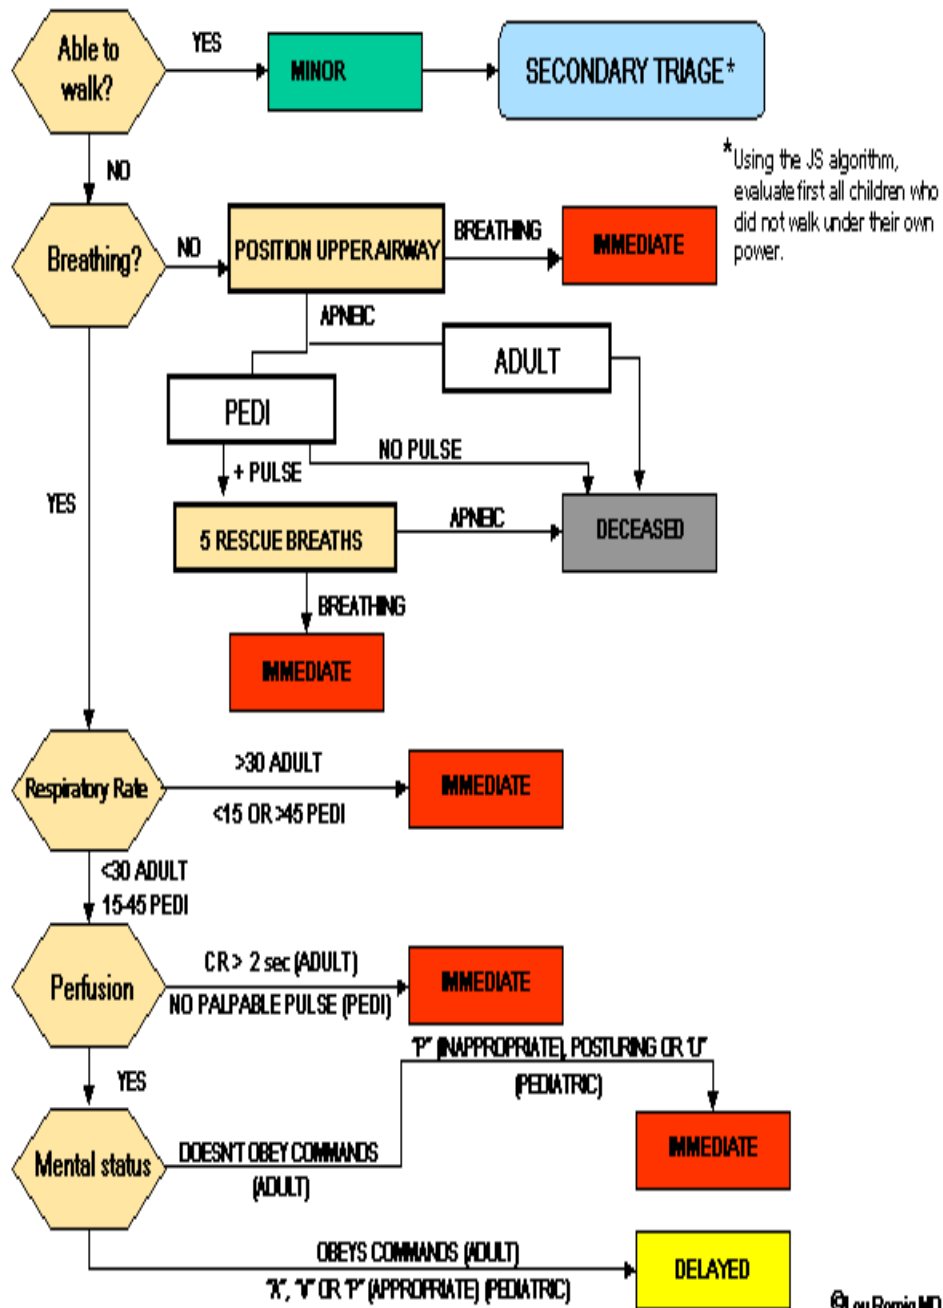 Able to
walk?
YES
MINOR
SECONDARY TRIAGE*
NO
*Using the JS algorithm,
evaluate first all children who
did not walk under their own
power.
Breathing?
NO
POSITION UPPER AIRWAY
BREATHING
IMMEDIATE
APNEIC
ADULT
PEDI
NO PULSE
+ PULSE
YES
5 RESCUE BREATHS
APNEIC
DECEASED
BREATHING
IMMEDIATE
Respiratory Rate
>30 ADULT
<15 OR >45 PEDI
IMMEDIATE
<30 ADULT
15-45 PEDI
Perfusion
CR > 2 sec (ADULT)
NO PALPABLE PULSE (PEDI)
IMMEDIATE
"P" (INAPPROPRIATE), POSTURING OR "U"
(PEDIATRIC)
YES
Mental status
DOESN'T OBEY COMMANDS
(ADULT)
IMMEDIATE
OBEYS COMMANDS (ADULT)
"A", "V" OR "P" (APPROPRIATE) (PEDIATRIC)
DELAYED
©Lou Romig MD